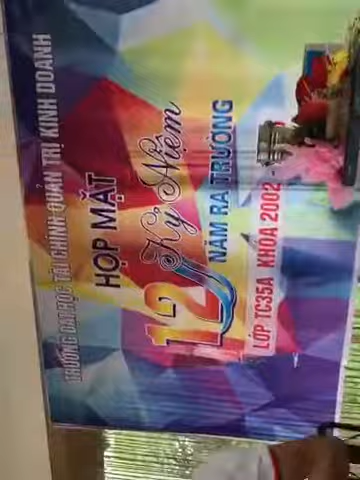 TRƯỜNG ĐẠI HỌC TÀI CHÍNH QUẢN TRỊ KINH DOANH
HỌP MẶT
Kỷ Niệm
12 NĂM RA TRƯỜNG
LỚP TC35A KHÓA 2002